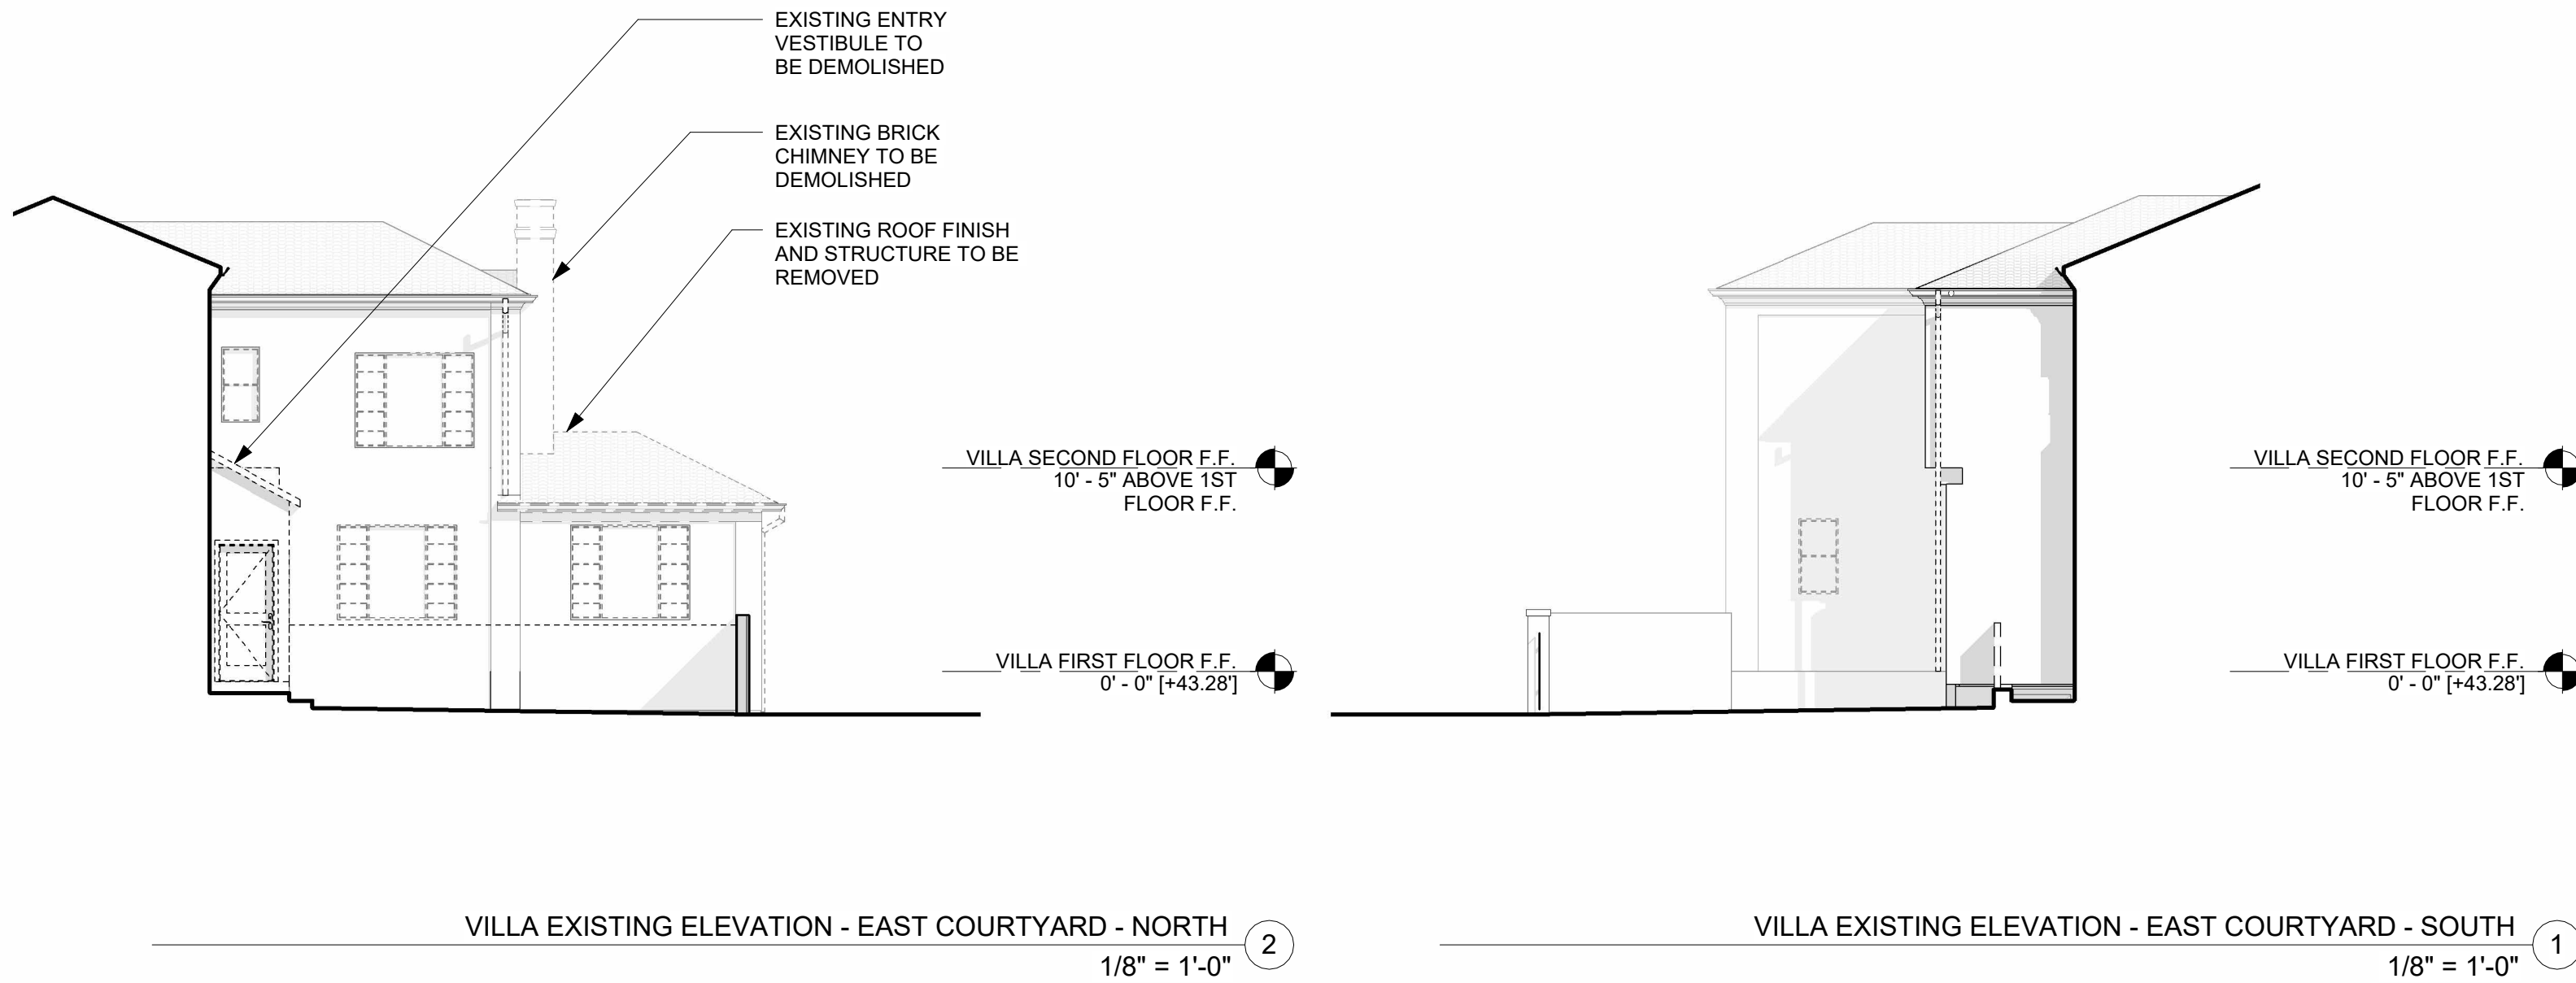 EXISTING ENTRY
VESTIBULE TO
BE DEMOLISHED
EXISTING BRICK
CHIMNEY TO BE
DEMOLISHED
EXISTING ROOF FINISH
AND STRUCTURE TO BE
REMOVED
VILLA SECOND FLOOR F.F.
10' - 5" ABOVE 1ST
FLOOR F.F.
VILLA FIRST FLOOR F.F.
0' - 0" [+43.28']
VILLA EXISTING ELEVATION - EAST COURTYARD - NORTH
2
1/8" = 1'-0"
VILLA SECOND FLOOR F.F.
10' - 5" ABOVE 1ST
FLOOR F.F.
VILLA FIRST FLOOR F.F.
0' - 0" [+43.28']
VILLA EXISTING ELEVATION - EAST COURTYARD - SOUTH
1
1/8" = 1'-0"